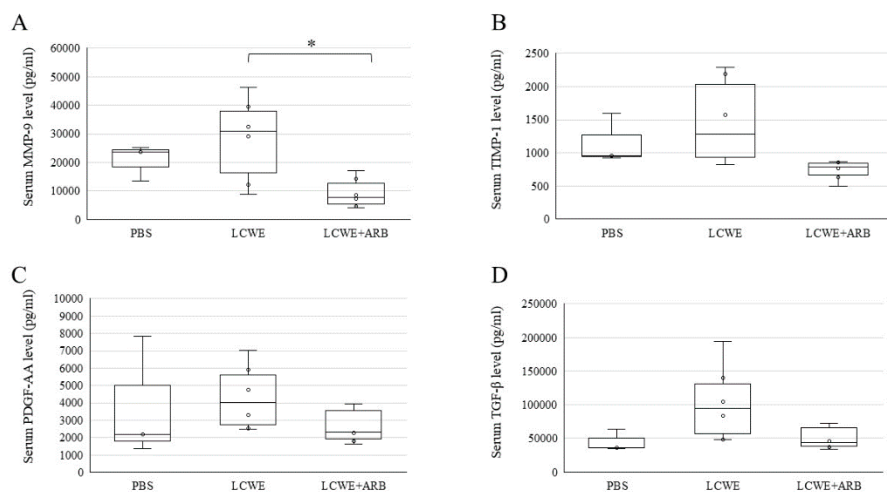 A
Serum MMP-9 level (pg/ml)
60000
50000
40000
30000
20000
10000
0
*
PBS
LCWE
LCWE+ARB
B
Serum TIMP-1 level (pg/ml)
2500
2000
1500
1000
500
0
PBS
LCWE
LCWE+ARB
C
Serum PDGF-AA level (pg/ml)
10000
9000
8000
7000
6000
5000
4000
3000
2000
1000
0
PBS
LCWE
LCWE+ARB
D
Serum TGF-β level (pg/ml)
250000
200000
150000
100000
50000
0
PBS
LCWE
LCWE+ARB